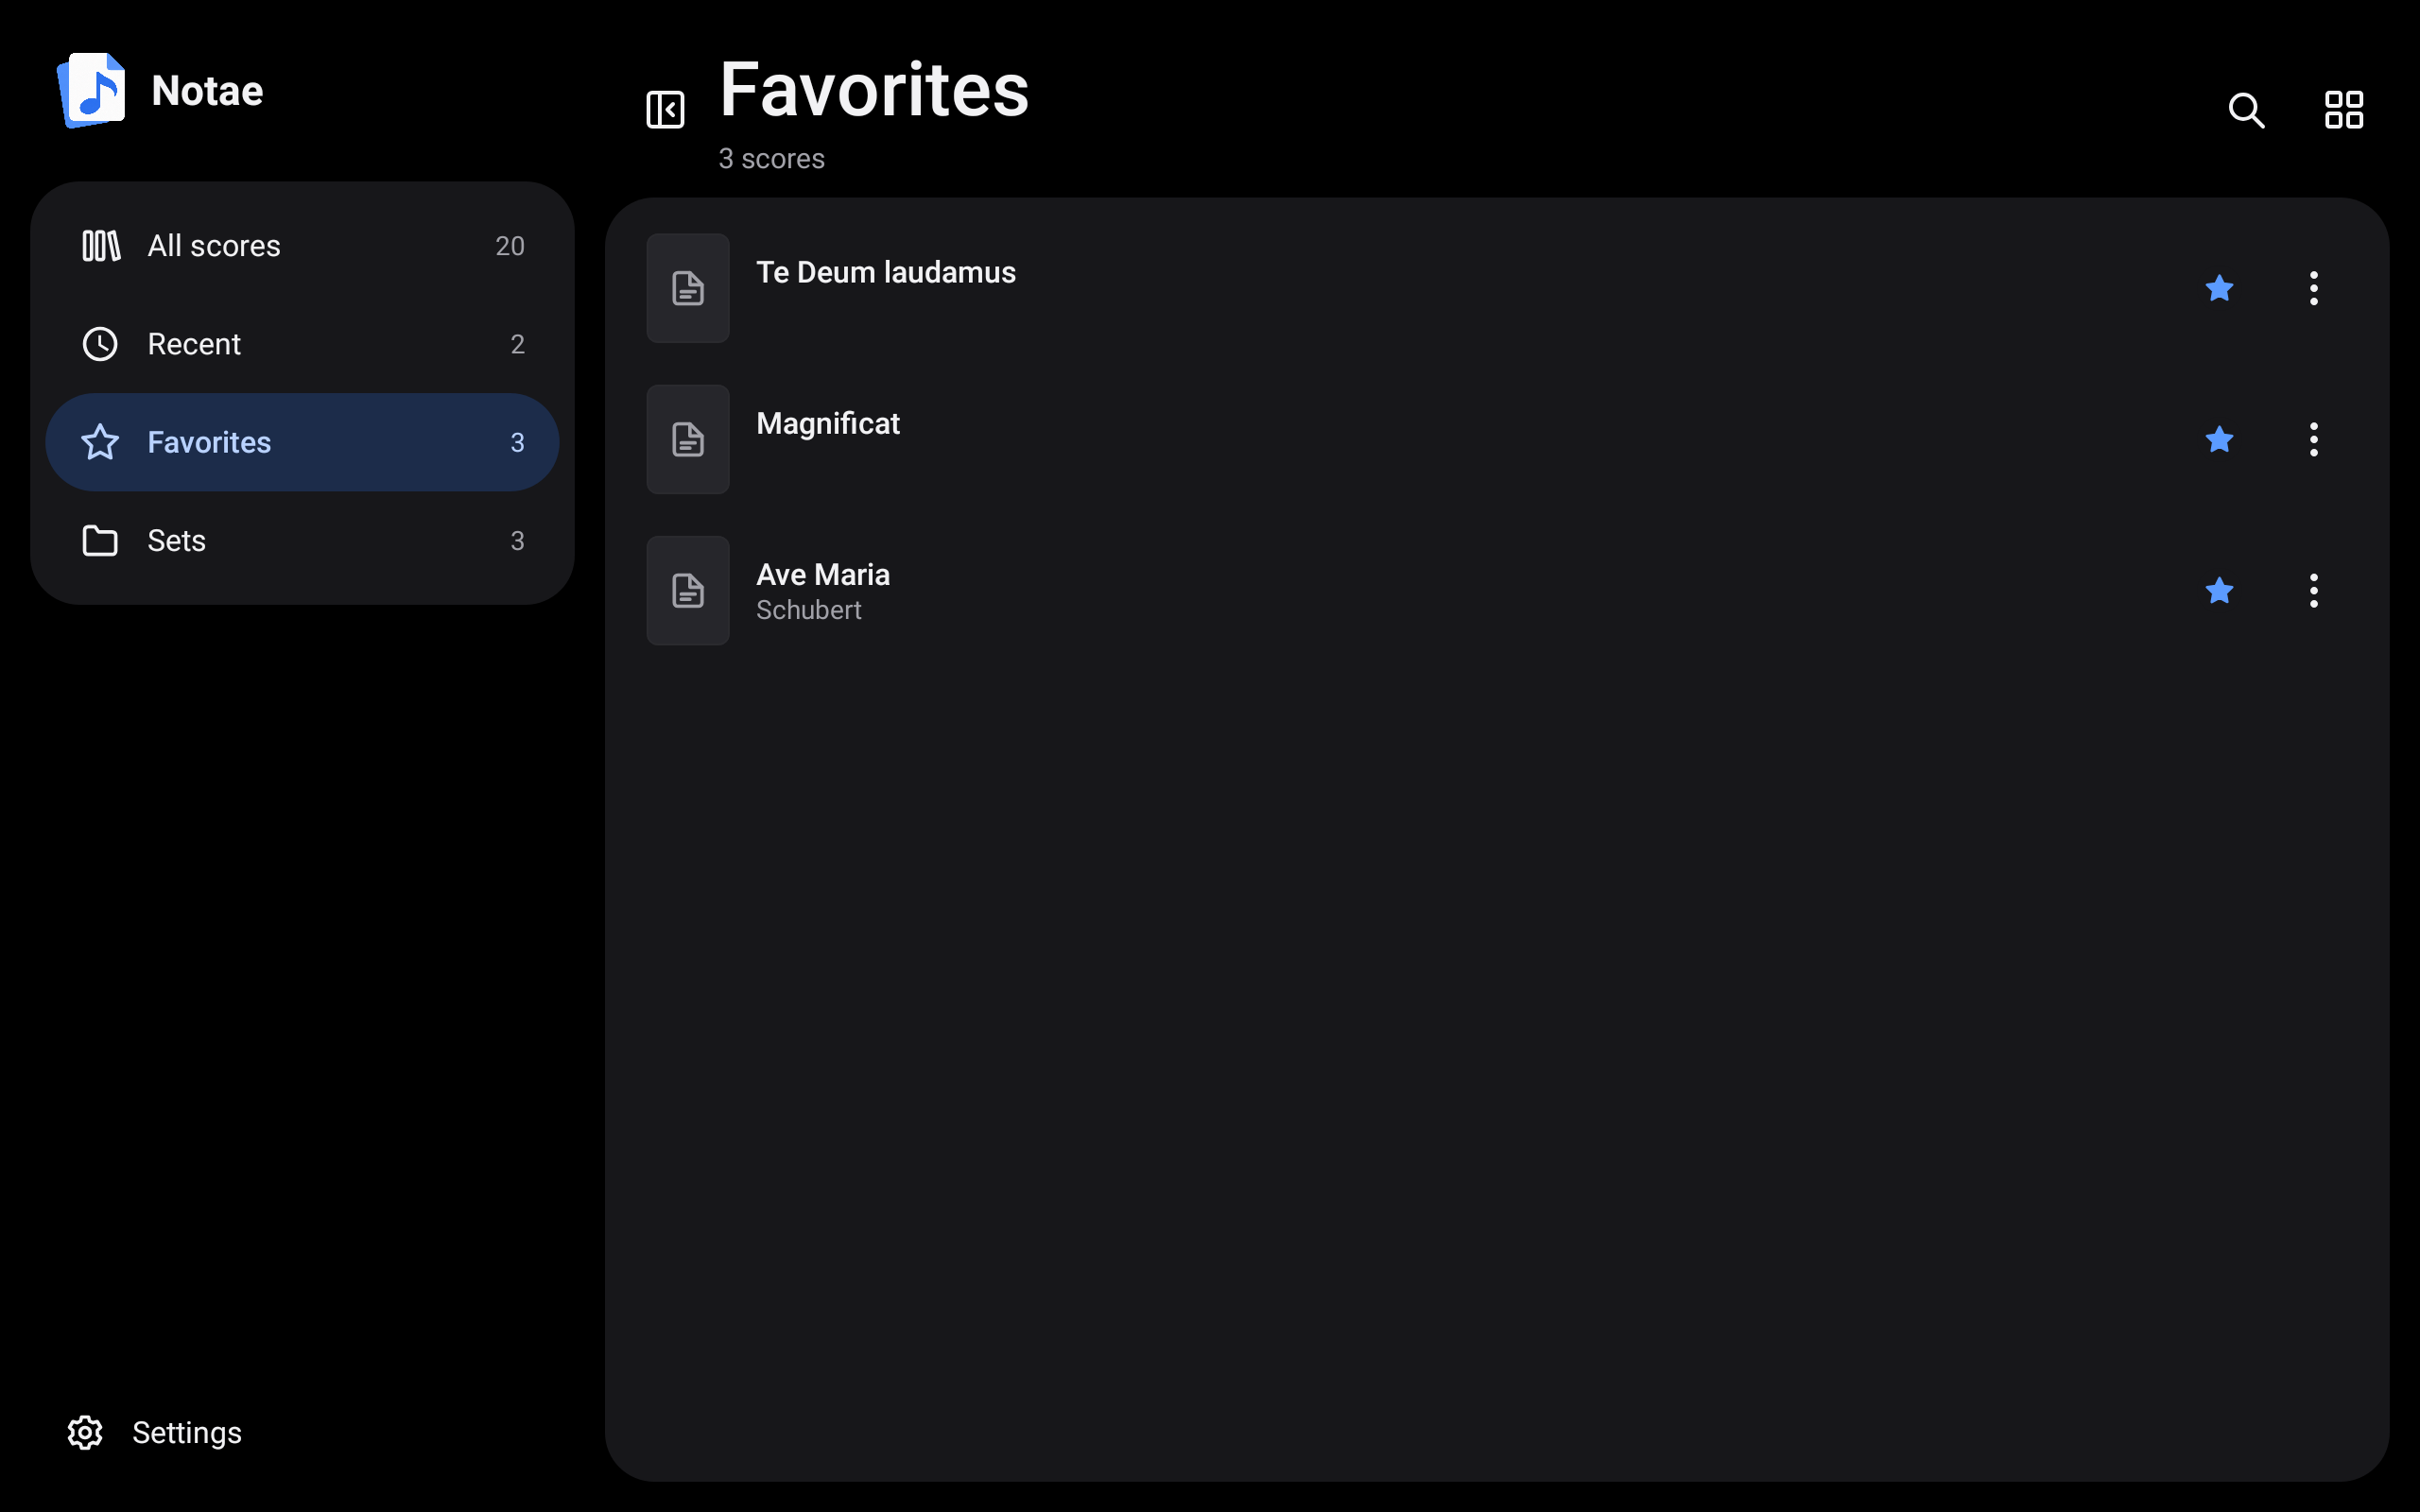 Notae
All scores 20
Recent 2
Favorites 3
Sets 3
Settings
Favorites
3 scores
Te Deum laudamus
Magnificat
Ave Maria
Schubert